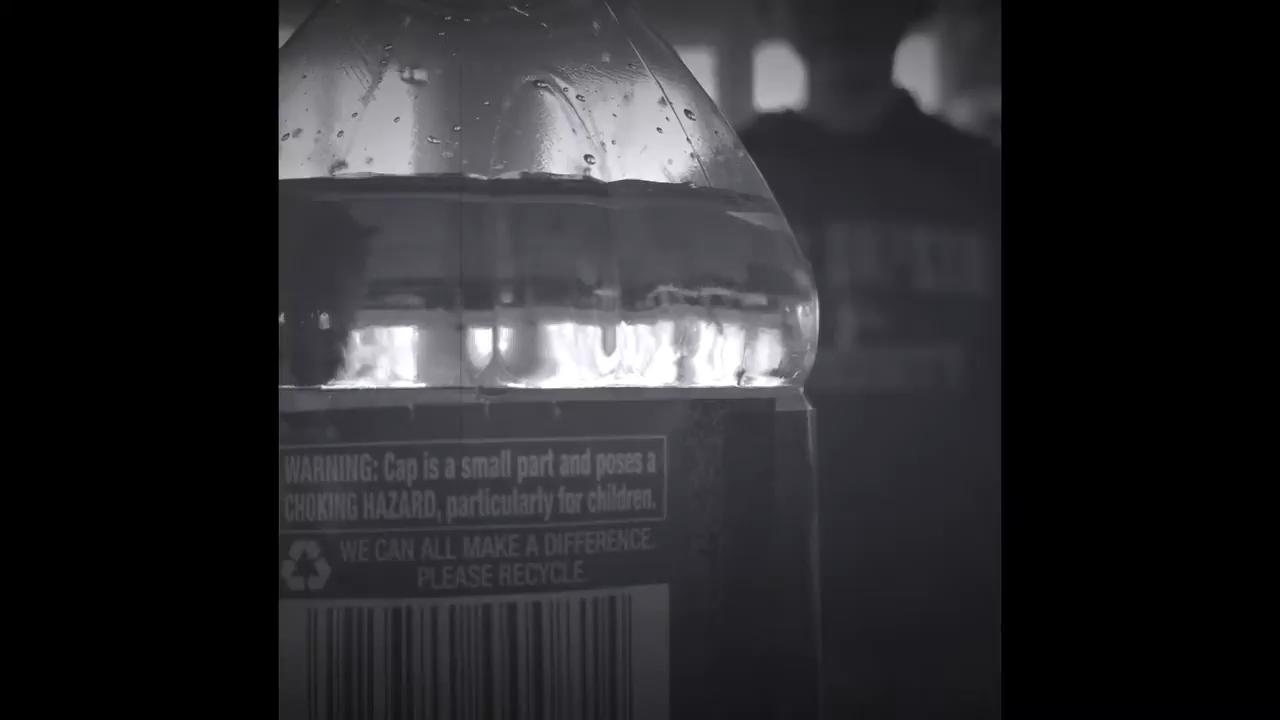 WARNING: Cap is a small part and poses a
CHOKING HAZARD, particularly for children.
WE CAN ALL MAKE A DIFFERENCE.
PLEASE RECYCLE.